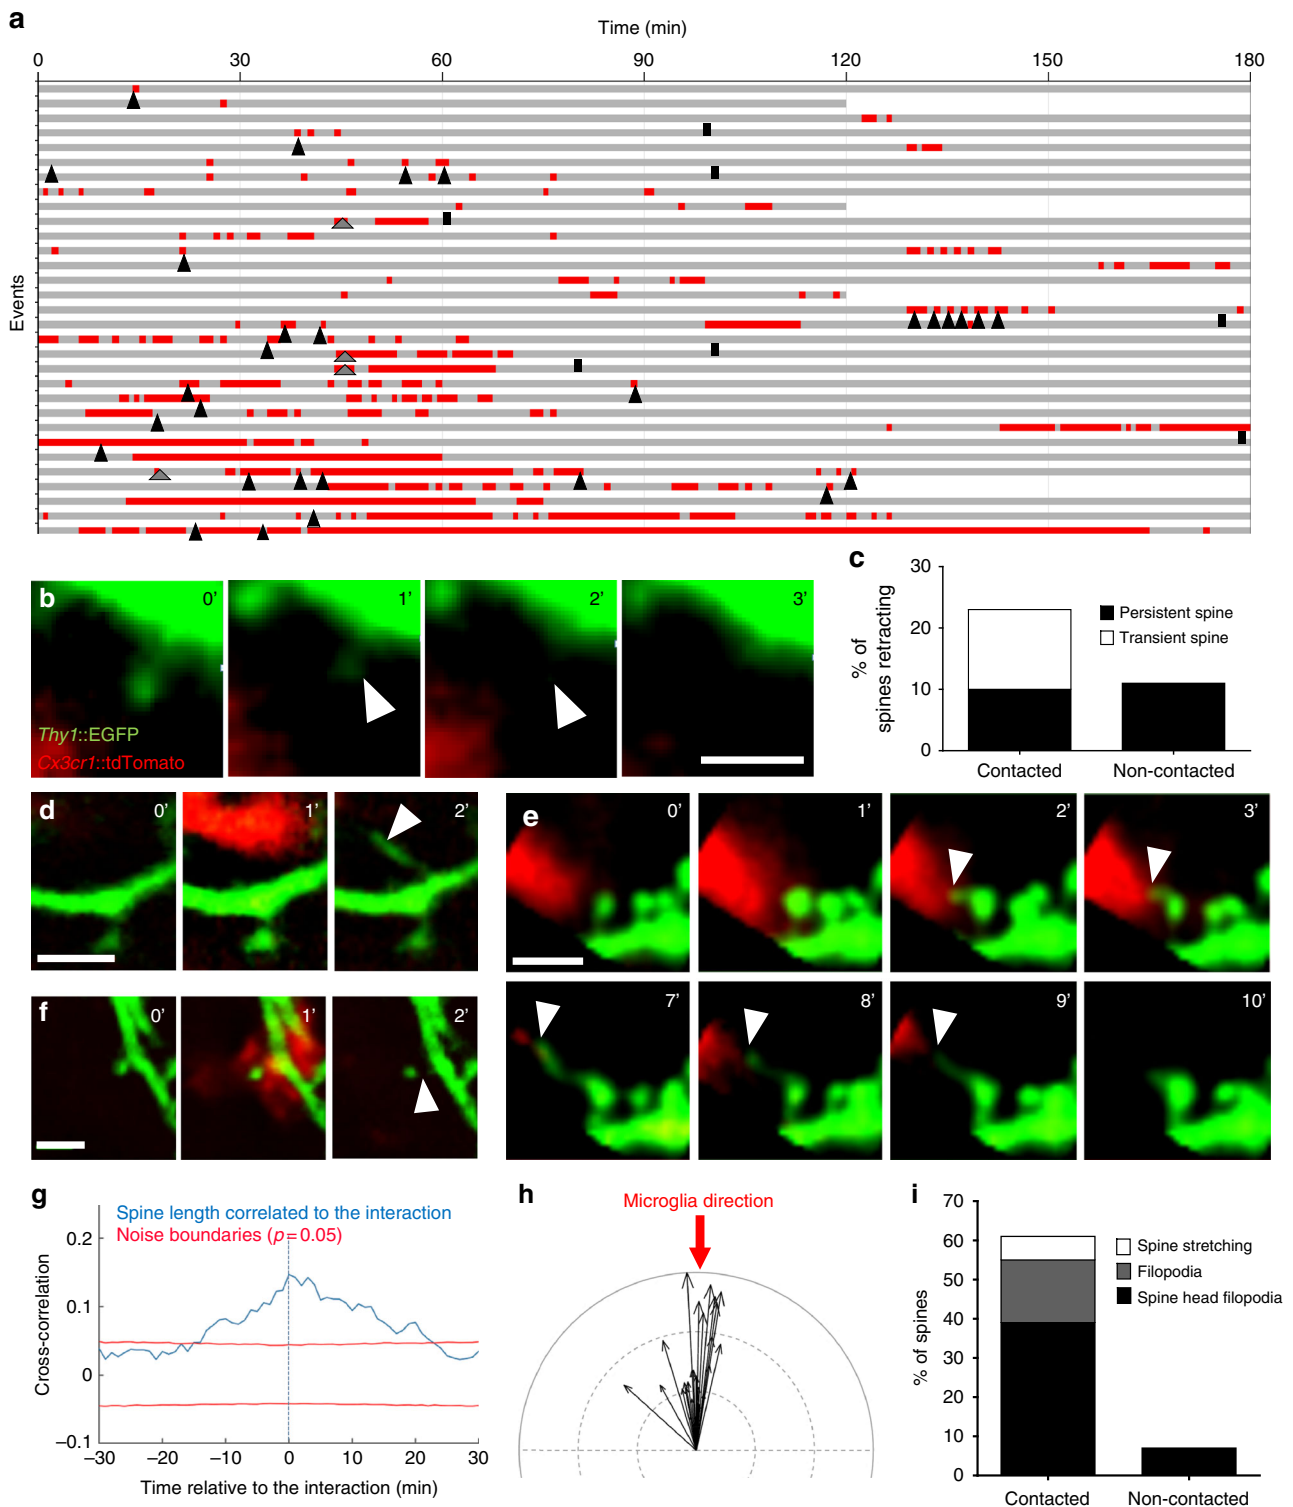 a
Time (min)
0 30 60 90 120 150 180
Events
b
0’ 1’ 2’ 3’
Thy1::EGFP
Cx3cr1::tdTomato
c
% of
spines retracting
30
20
10
0
Persistent spine
Transient spine
Contacted Non-contacted
d
0’ 1’ 2’
e
0’ 1’ 2’ 3’
7’ 8’ 9’ 10’
f
0’ 1’ 2’
g
Spine length correlated to the interaction
Noise boundaries (p=0.05)
Cross-correlation
0.2
0.1
0
–0.1
–30 –20 –10 0 10 20 30
Time relative to the interaction (min)
h
Microglia direction
i
% of spines
70
60
50
40
30
20
10
0
Spine stretching
Filopodia
Spine head filopodia
Contacted Non-contacted